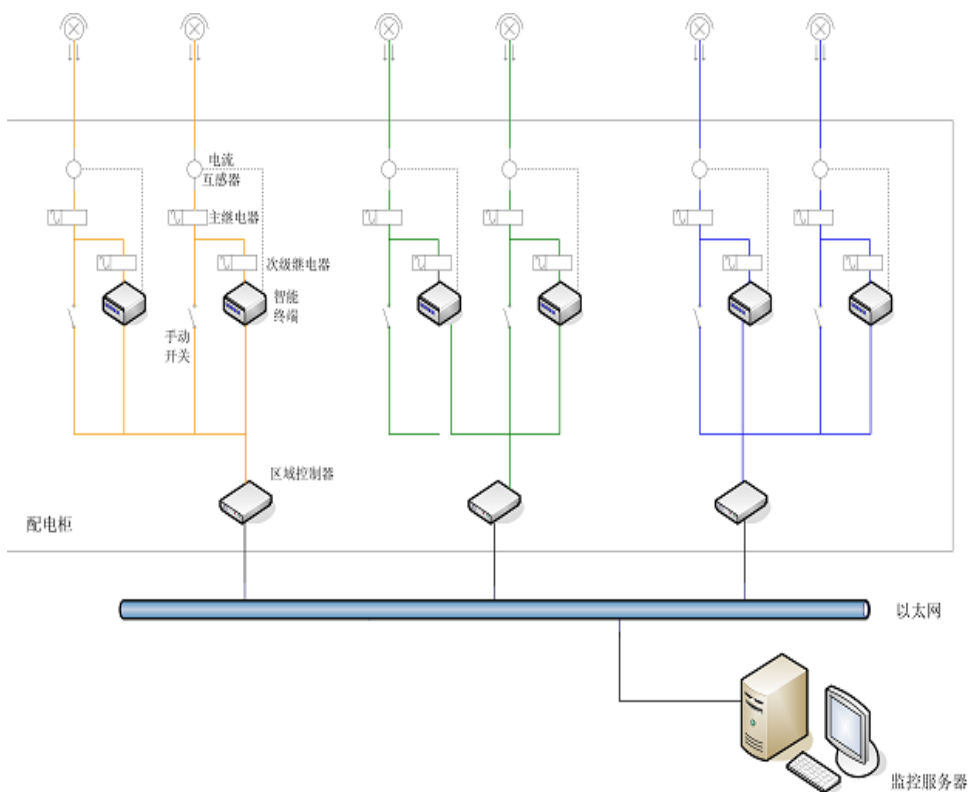 电流
互感器
主继电器
次级继电器
智能
终端
手动
开关
区域控制器
配电柜
以太网
监控服务器